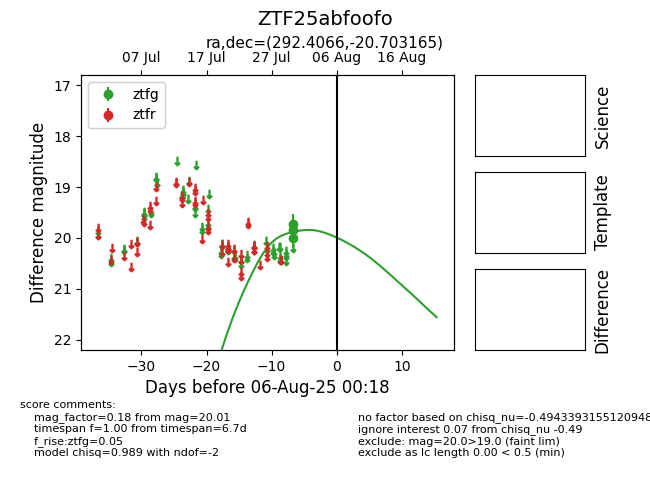 ZTF25abfoofo
ra,dec=(292.4066,-20.703165)
07 Jul 17 Jul 27 Jul 06 Aug 16 Aug
ztfg
ztfr
17
18
19
20
21
22
Difference magnitude
−30 −20 −10 0 10
Days before 06-Aug-25 00:18
Science
Template
Difference
score comments:
mag_factor=0.18 from mag=20.01
timespan f=1.00 from timespan=6.7d
f_rise:ztfg=0.05
model chisq=0.989 with ndof=-2
no factor based on chisq_nu=-0.4943393155120948
ignore interest 0.07 from chisq_nu -0.49
exclude: mag=20.0>19.0 (faint lim)
exclude as lc length 0.00 < 0.5 (min)